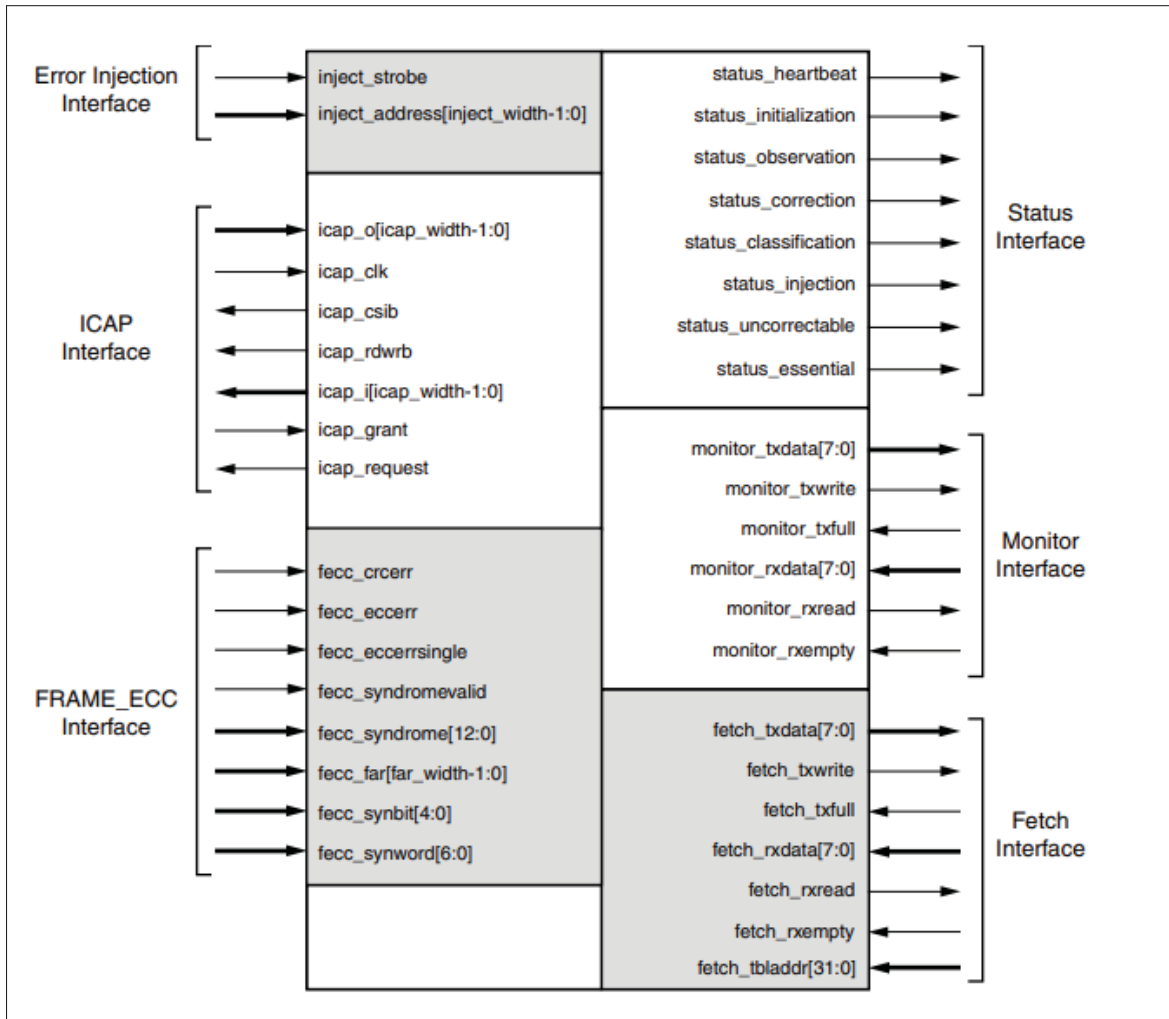 Error Injection
Interface
inject_strobe
inject_address[inject_width-1:0]
ICAP
Interface
icap_o[icap_width-1:0]
icap_clk
icap_csib
icap_rdwrb
icap_i[icap_width-1:0]
icap_grant
icap_request
FRAME_ECC
Interface
fecc_crcerr
fecc_eccerr
fecc_eccerrsingle
fecc_syndromevalid
fecc_syndrome[12:0]
fecc_far[far_width-1:0]
fecc_synbit[4:0]
fecc_synword[6:0]
status_heartbeat
status_initialization
status_observation
status_correction
status_classification
status_injection
status_uncorrectable
status_essential
Status
Interface
monitor_txdata[7:0]
monitor_txwrite
monitor_txfull
monitor_rxdata[7:0]
monitor_rxread
monitor_rxempty
Monitor
Interface
fetch_txdata[7:0]
fetch_txwrite
fetch_txfull
fetch_rxdata[7:0]
fetch_rxread
fetch_rxempty
fetch_tbladdr[31:0]
Fetch
Interface